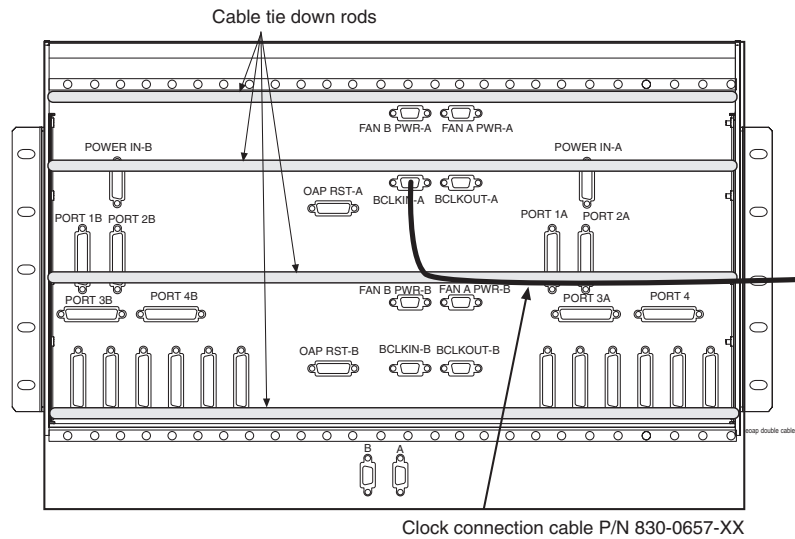 Cable tie down rods
FAN B PWR-A FAN A PWR-A
POWER IN-B POWER IN-A
OAP RST-A BCLKIN-A BCLKOUT-A
PORT 1B PORT 2B PORT 1A PORT 2A
FAN B PWR-B FAN A PWR-B
PORT 3B PORT 4B PORT 3A PORT 4
OAP RST-B BCLKIN-B BCLKOUT-B
eoap double cable
B A
Clock connection cable P/N 830-0657-XX